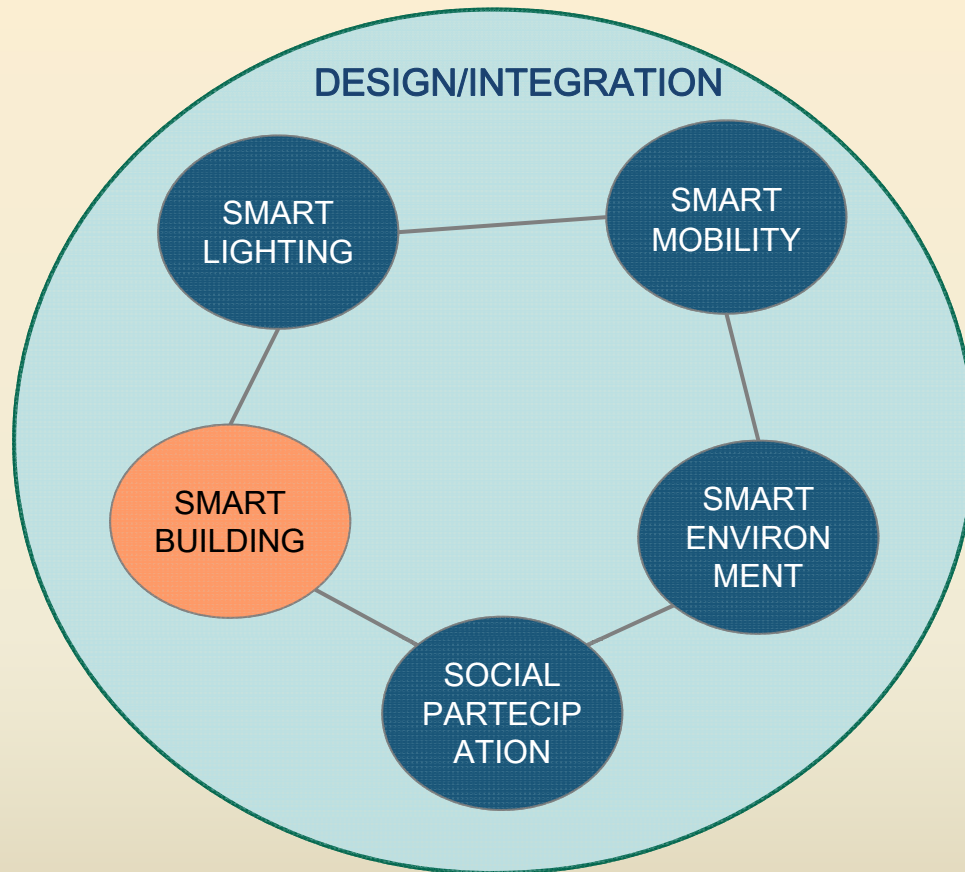 DESIGN/INTEGRATION
SMART
LIGHTING
SMART
MOBILITY
SMART
BUILDING
SMART
ENVIRON
MENT
SOCIAL
PARTECIP
ATION